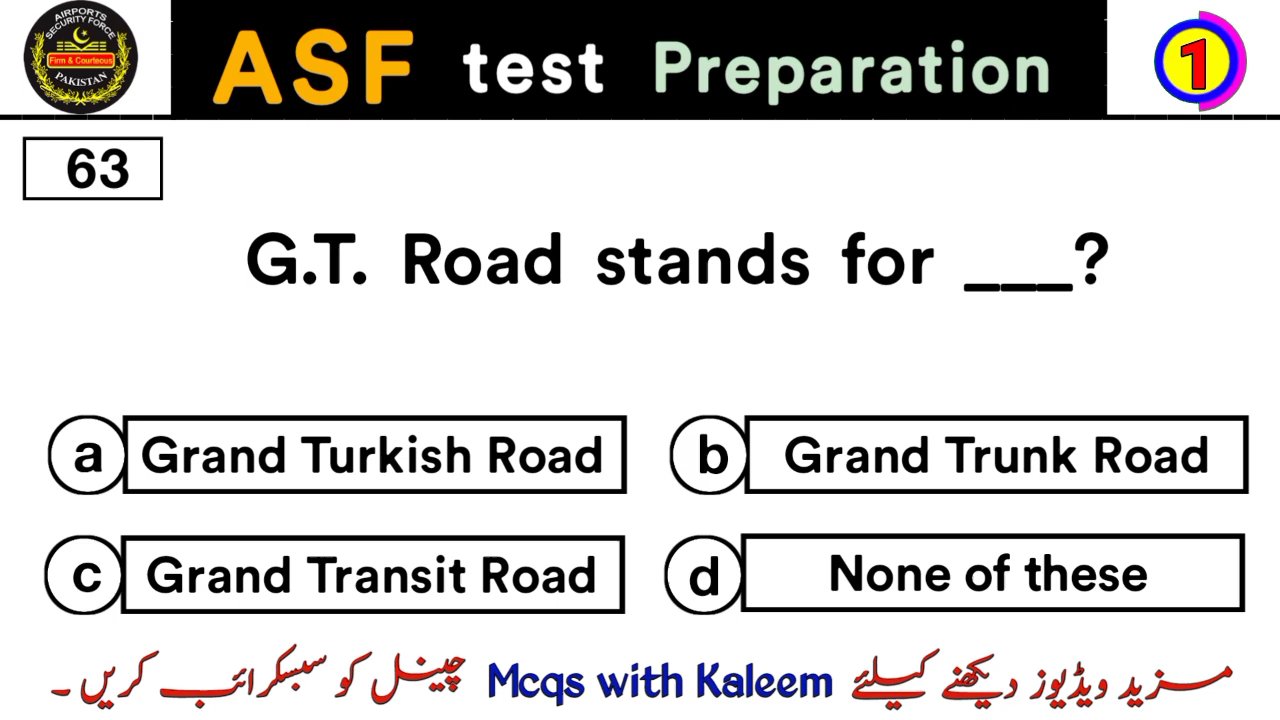 AIRPORTS
SECURITY FORCE
Firm & Courteous
PAKISTAN
ASF test Preparation
1
63
G.T. Road stands for ___?
a Grand Turkish Road
b Grand Trunk Road
c Grand Transit Road
d None of these
مزید ویڈیوز دیکھنے کیلئے Mcqs with Kaleem چینل کو سبسکرائب کریں۔